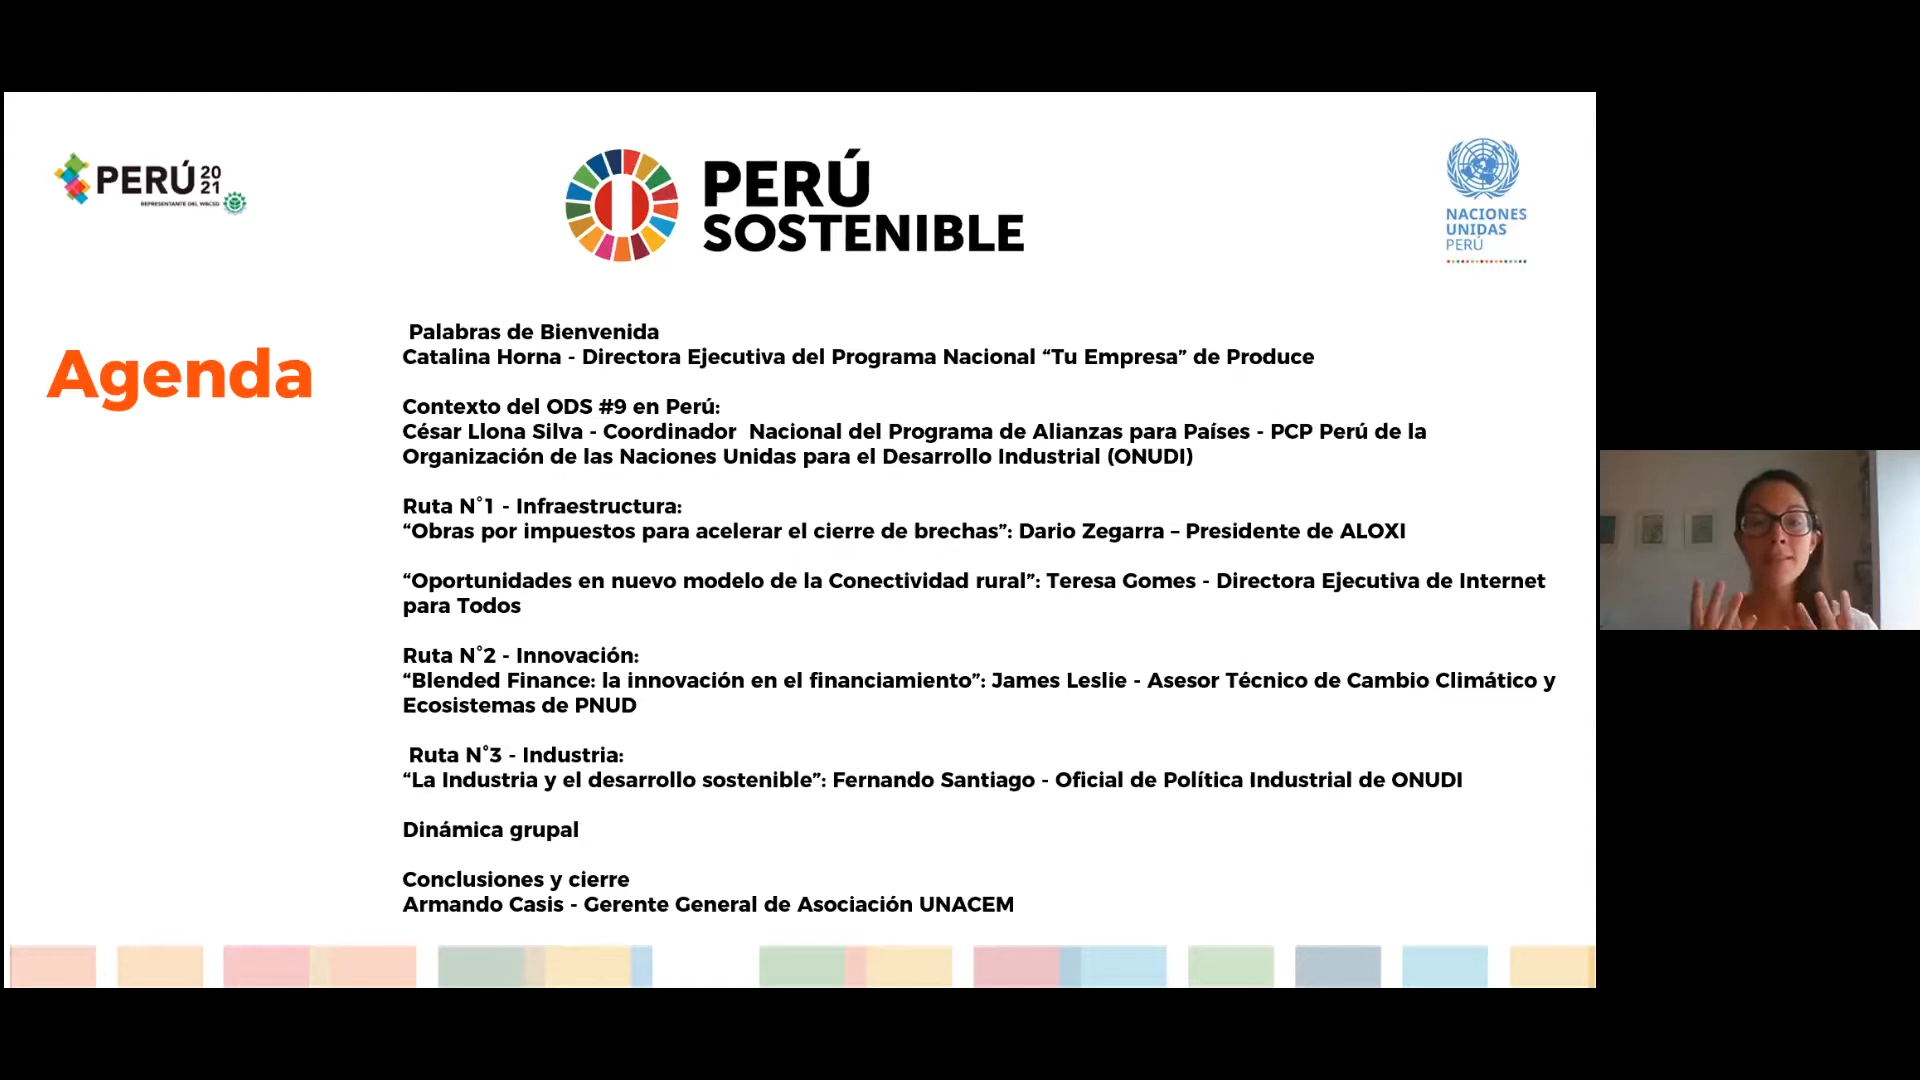 PERÚ 20
21
REPRESENTANTE DEL WBCSD
PERÚ
SOSTENIBLE
NACIONES
UNIDAS
PERÚ
Agenda
Palabras de Bienvenida
Catalina Horna - Directora Ejecutiva del Programa Nacional “Tu Empresa” de Produce
Contexto del ODS #9 en Perú:
César Llona Silva - Coordinador  Nacional del Programa de Alianzas para Países - PCP Perú de la
Organización de las Naciones Unidas para el Desarrollo Industrial (ONUDI)
Ruta N°1 - Infraestructura:
“Obras por impuestos para acelerar el cierre de brechas”: Dario Zegarra – Presidente de ALOXI
“Oportunidades en nuevo modelo de la Conectividad rural”: Teresa Gomes - Directora Ejecutiva de Internet
para Todos
Ruta N°2 - Innovación:
“Blended Finance: la innovación en el financiamiento”: James Leslie - Asesor Técnico de Cambio Climático y
Ecosistemas de PNUD
Ruta N°3 - Industria:
“La Industria y el desarrollo sostenible”: Fernando Santiago - Oficial de Política Industrial de ONUDI
Dinámica grupal
Conclusiones y cierre
Armando Casis - Gerente General de Asociación UNACEM